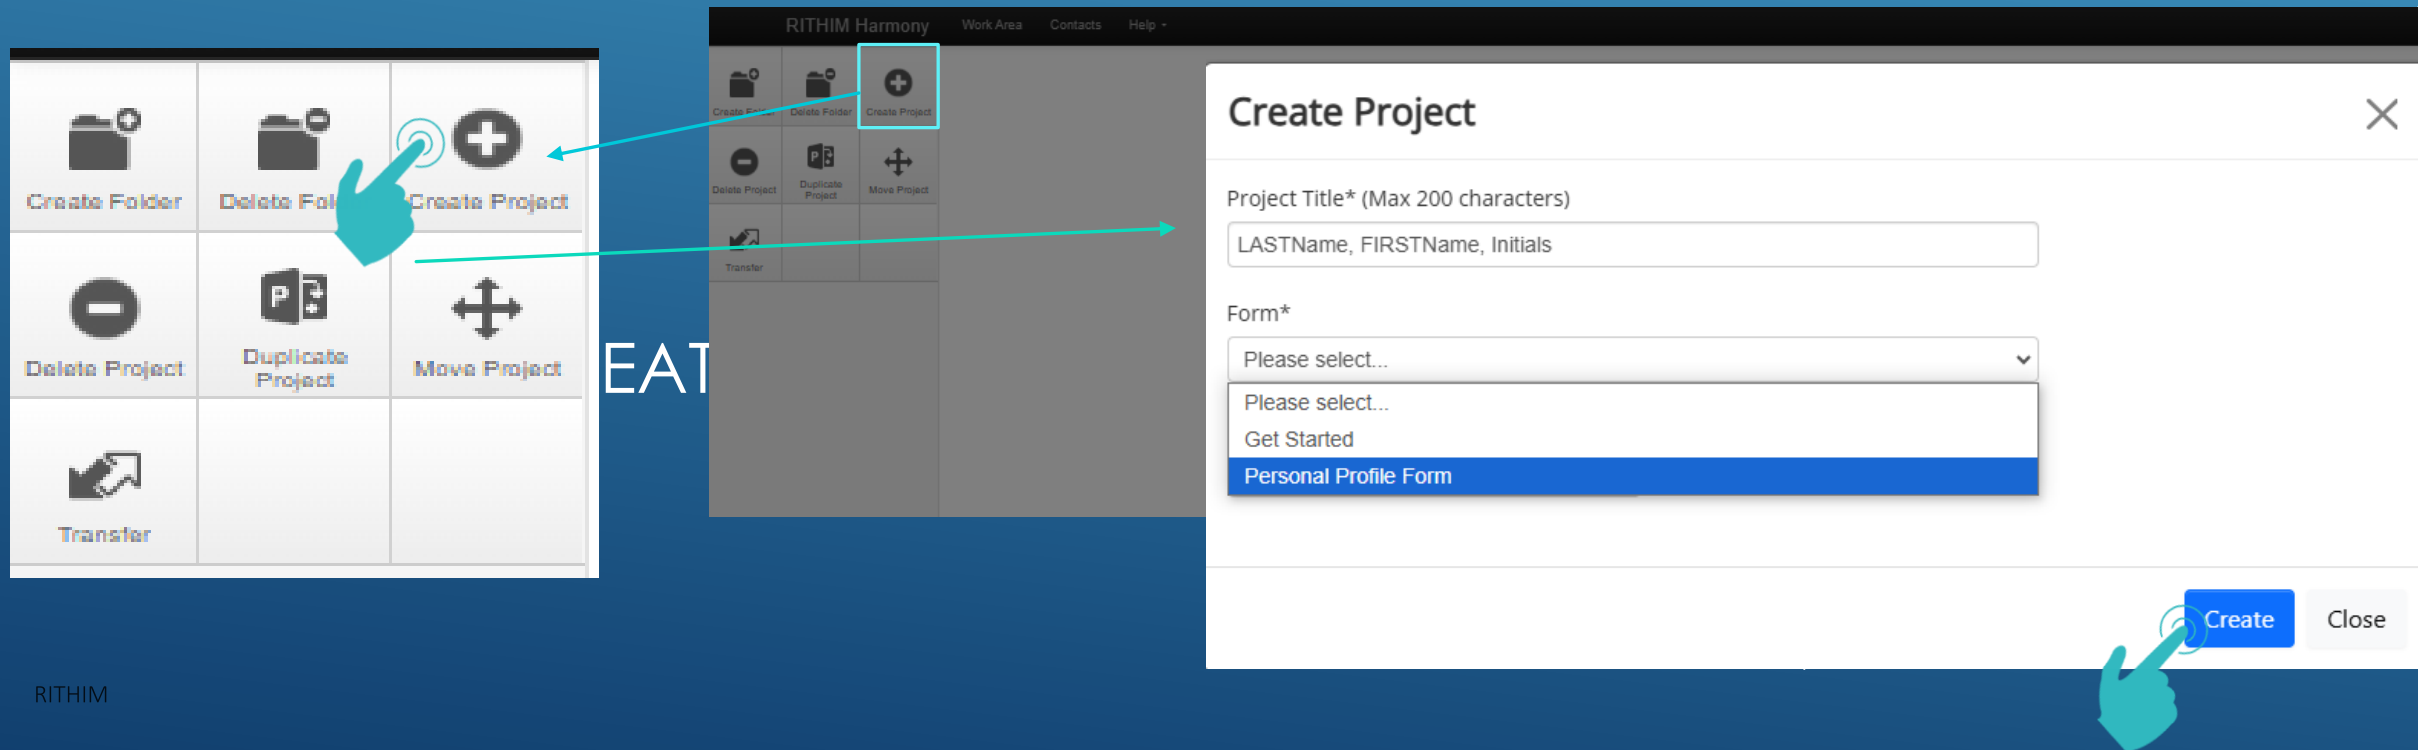 RITHIM Harmony Work Area Contacts Help
Create Folder Delete Folder Create Project
Delete Project Duplicate Project Move Project
Transfer
Create Folder
Create Project
Delete Project
Duplicate
Project
Move Project
Transfer
EAT
Create Project
Project Title* (Max 200 characters)
LASTName, FIRSTName, Initials
Form*
Please select...
Please select...
Get Started
Personal Profile Form
Create Close
RITHIM